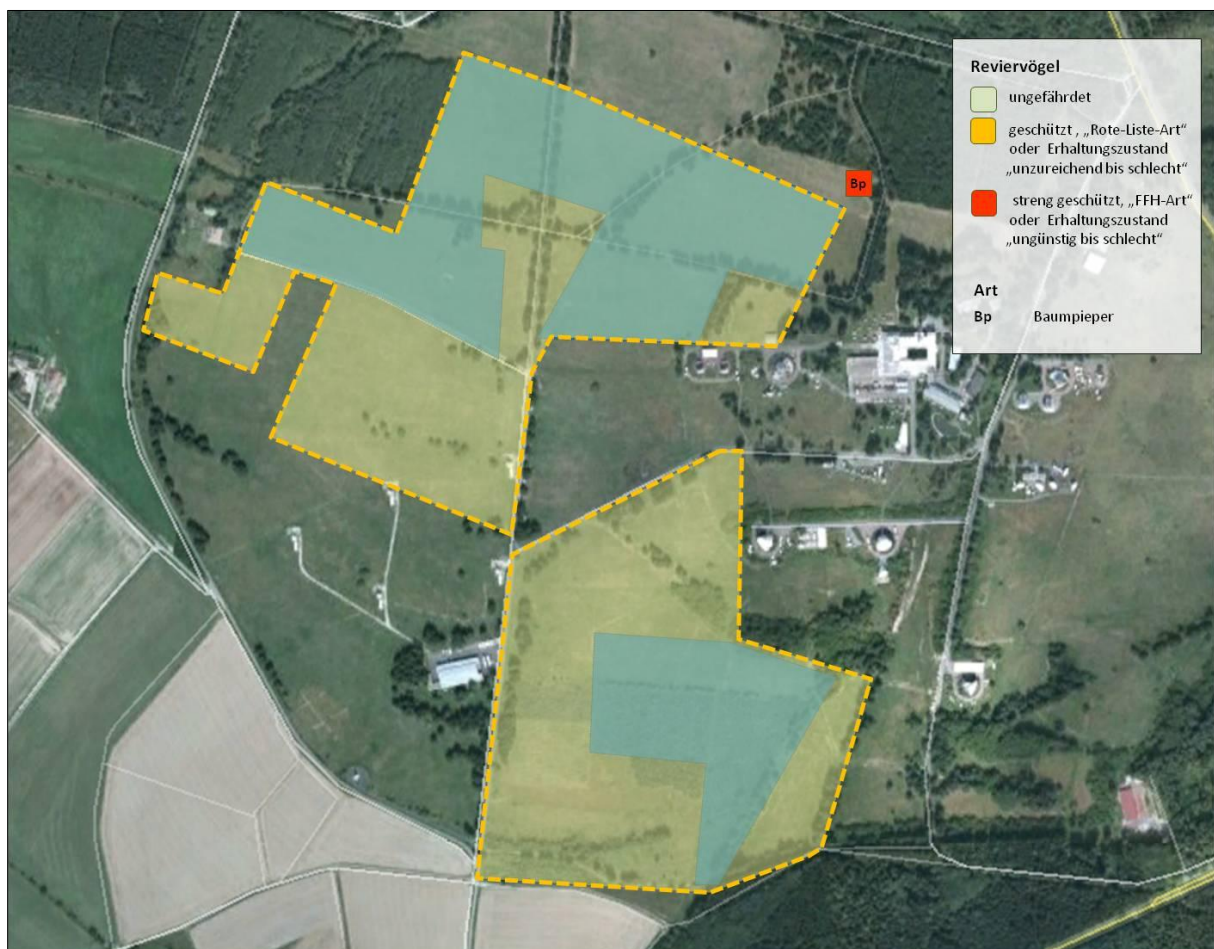 Reviervögel
ungefährdet
geschützt , „Rote-Liste-Art“
oder Erhaltungszustand
„unzureichend bis schlecht“
Bp
streng geschützt, „FFH-Art“
oder Erhaltungszustand
„ungünstig bis schlecht“
Art
Bp Baumpieper